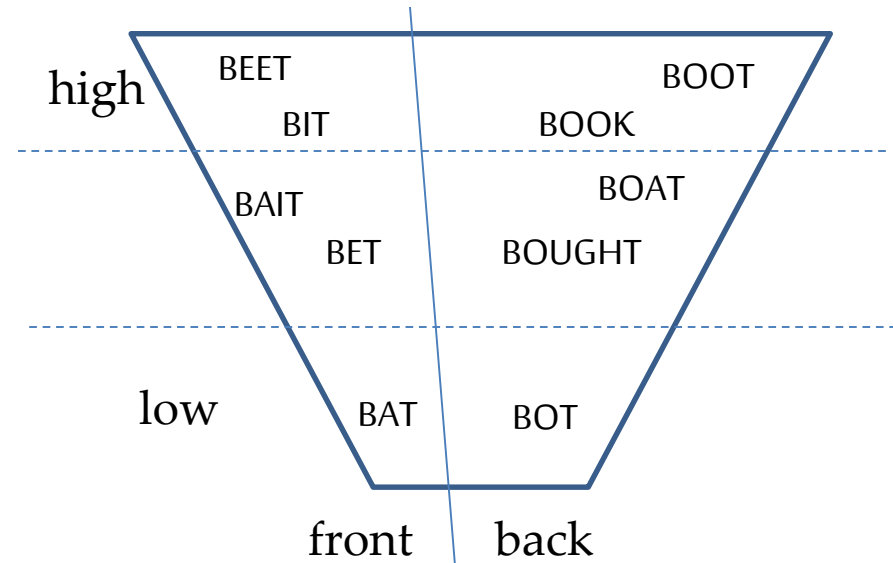 BEET
BOOT
high
BIT
BOOK
BOAT
BAIT
BET
BOUGHT
low
BAT
BOT
front
back